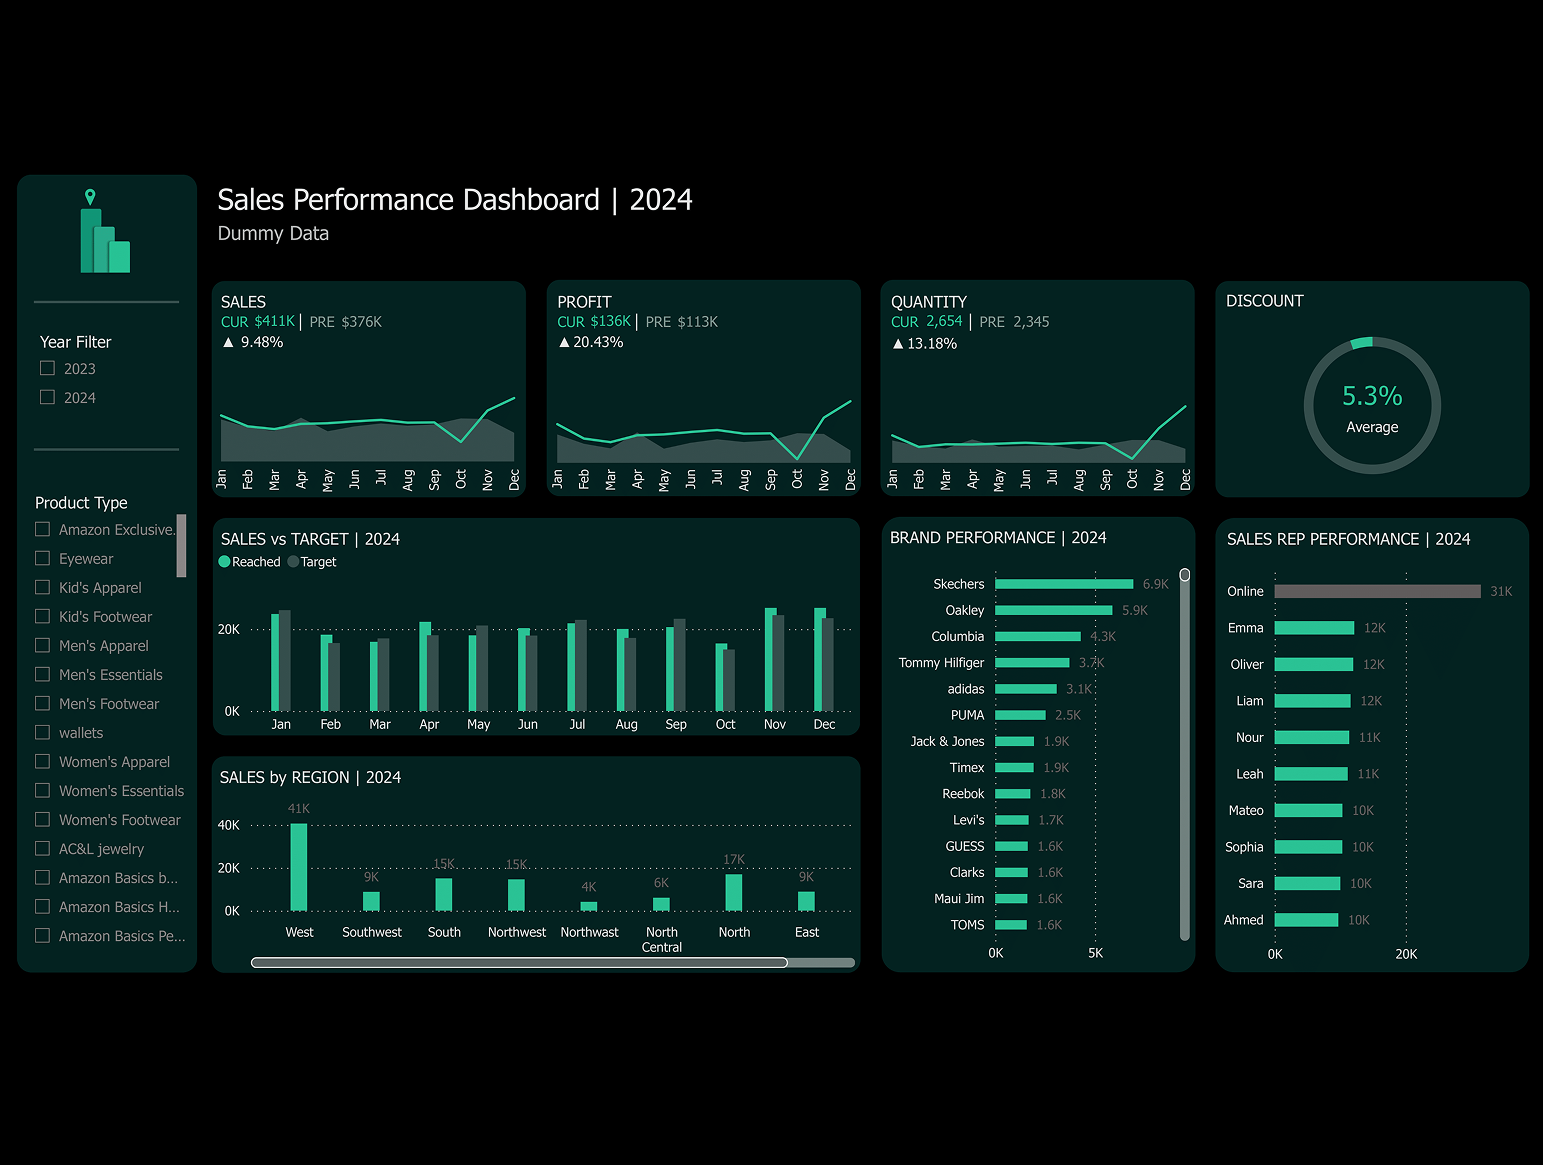 Sales Performance Dashboard | 2024
Dummy Data
Year Filter
2023
2024
Product Type
Amazon Exclusive.
Eyewear
Kid's Apparel
Kid's Footwear
Men's Apparel
Men's Essentials
Men's Footwear
wallets
Women's Apparel
Women's Essentials
Women's Footwear
AC&L jewelry
Amazon Basics b...
Amazon Basics H...
Amazon Basics Pe...
SALES
CUR $411K | PRE $376K
▲ 9.48%
Jan Feb Mar Apr May Jun Jul Aug Sep Oct Nov Dec
PROFIT
CUR $136K | PRE $113K
▲ 20.43%
Jan Feb Mar Apr May Jun Jul Aug Sep Oct Nov Dec
QUANTITY
CUR 2,654 | PRE 2,345
▲ 13.18%
Jan Feb Mar Apr May Jun Jul Aug Sep Oct Nov Dec
DISCOUNT
5.3%
Average
SALES vs TARGET | 2024
Reached Target
20K
0K
Jan Feb Mar Apr May Jun Jul Aug Sep Oct Nov Dec
SALES by REGION | 2024
40K
20K
0K
41K 9K 15K 15K 4K 6K 17K 9K
West Southwest South Northwest Northwast North Central North East
BRAND PERFORMANCE | 2024
Skechers 6.9K
Oakley 5.9K
Columbia 4.3K
Tommy Hilfiger 3.7K
adidas 3.1K
PUMA 2.5K
Jack & Jones 1.9K
Timex 1.9K
Reebok 1.8K
Levi's 1.7K
GUESS 1.6K
Clarks 1.6K
Maui Jim 1.6K
TOMS 1.6K
0K 5K
SALES REP PERFORMANCE | 2024
Online 31K
Emma 12K
Oliver 12K
Liam 12K
Nour 11K
Leah 11K
Mateo 10K
Sophia 10K
Sara 10K
Ahmed 10K
0K 20K